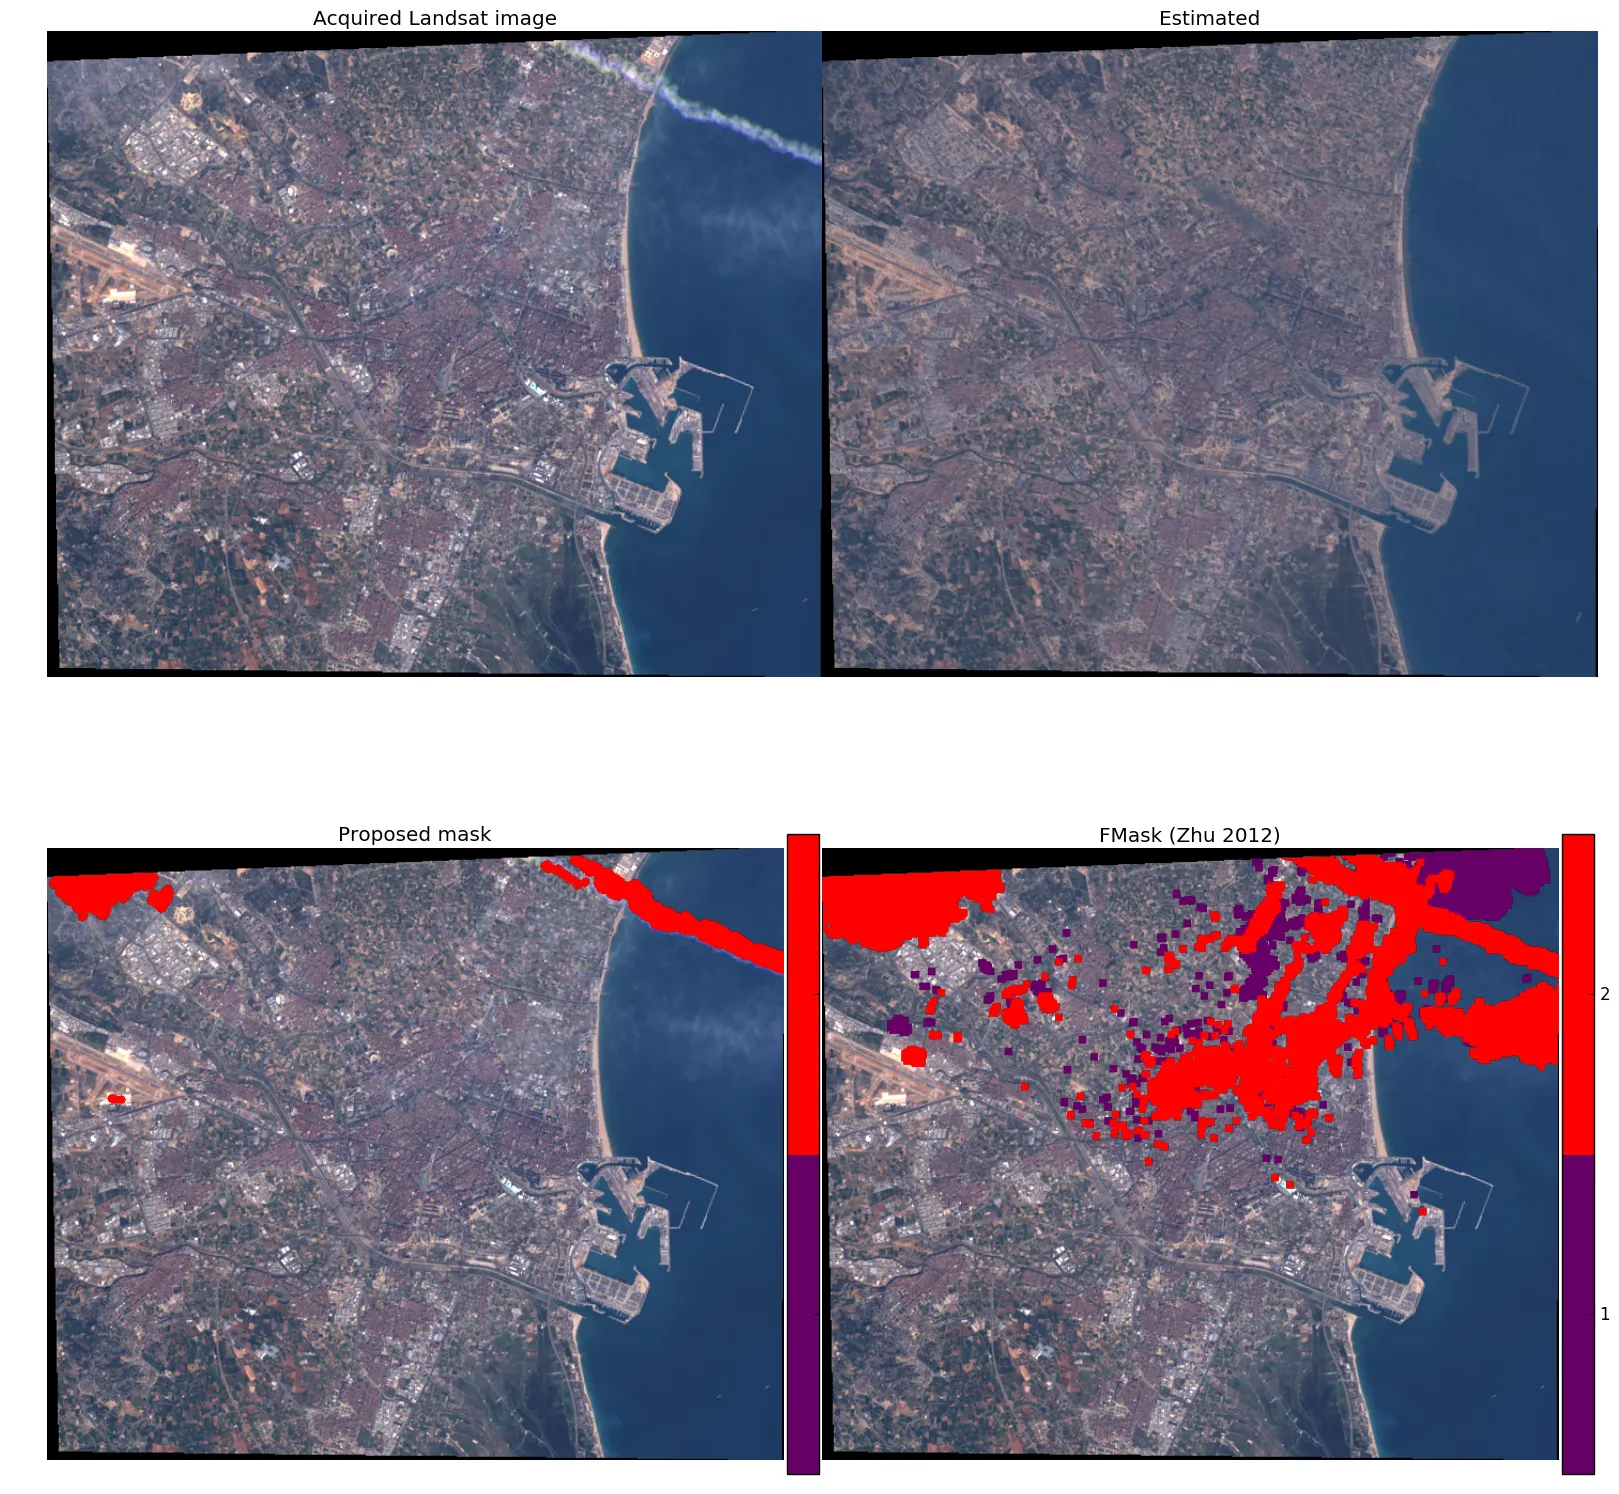 Acquired Landsat image
Estimated
Proposed mask
FMask (Zhu 2012)
2
1